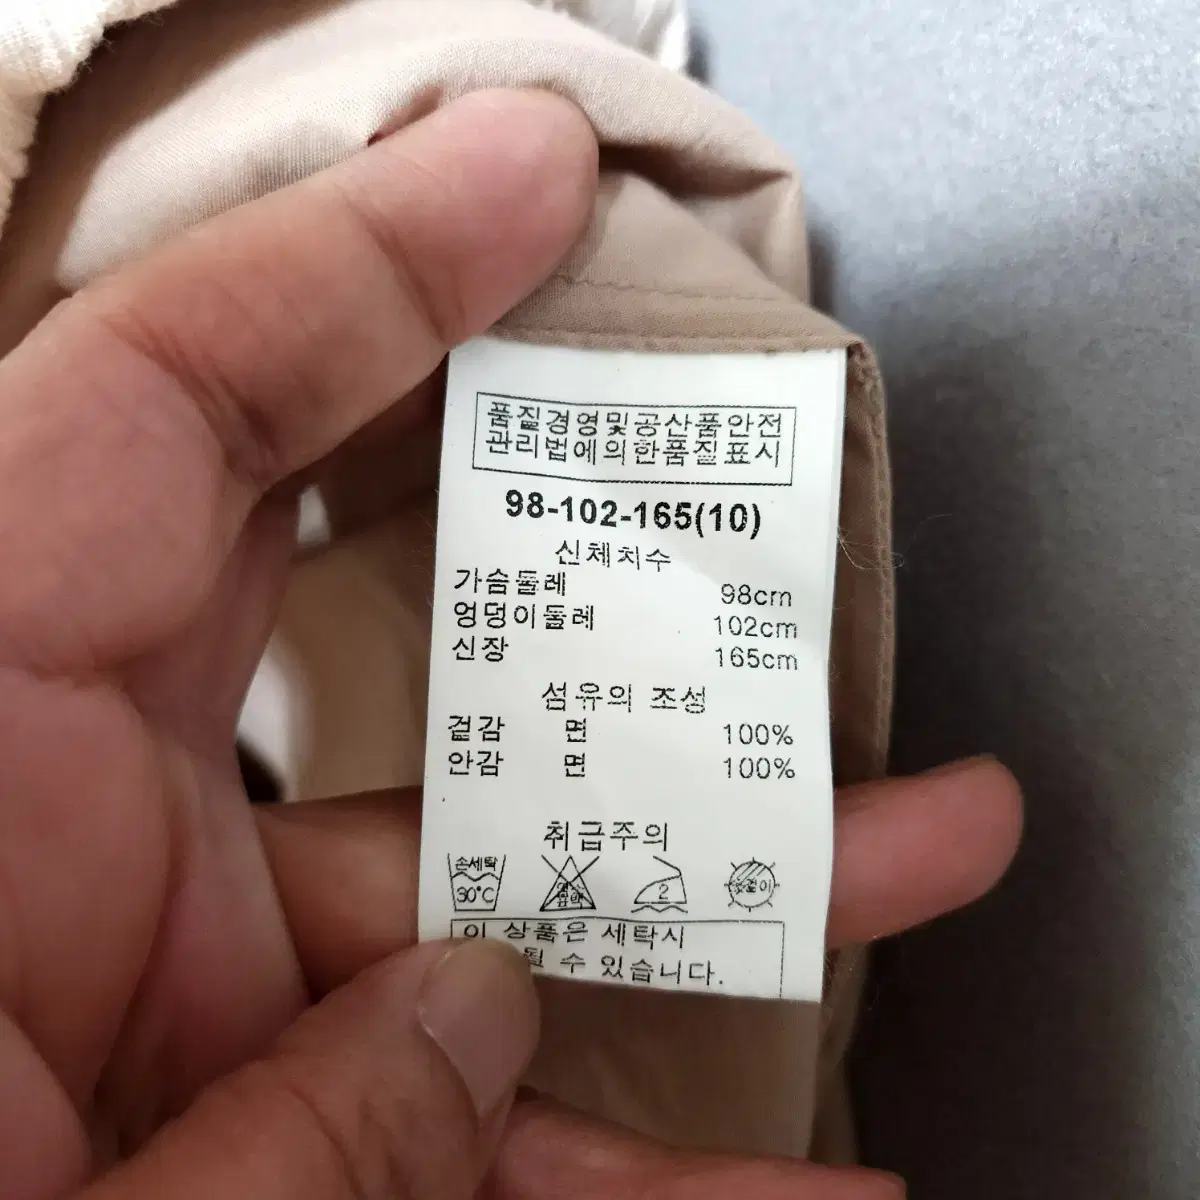 품질경영및공산품안전
관리법에의한품질표시
98-102-165(10)
신체치수
가슴둘레 98cm
엉덩이둘레 102cm
신장 165cm
섬유의 조성
겉감 면 100%
안감 면 100%
취급주의
손세탁
30°C
2
이 상품은 세탁시
될 수 있습니다.